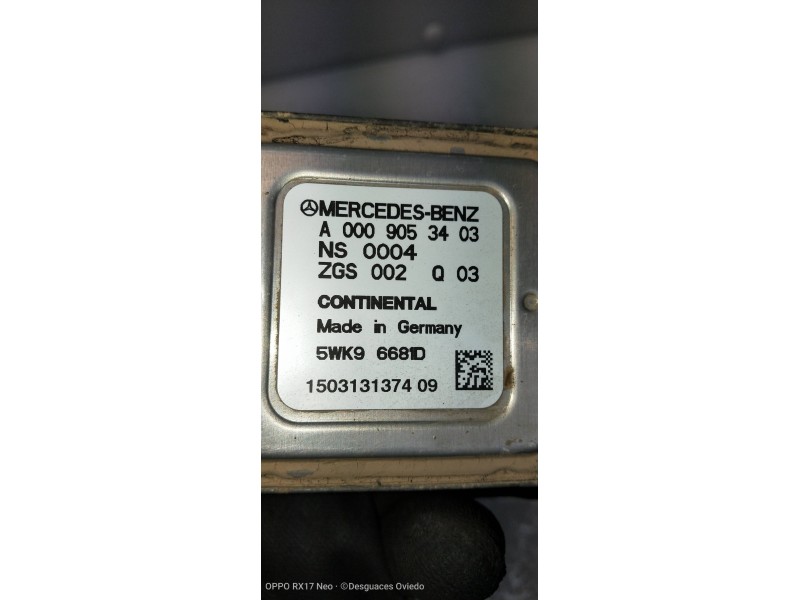 MERCEDES-BENZ
A 000 905 34 03
NS 0004
ZGS 002 Q 03
CONTINENTAL
Made in Germany
5WK9 6681D
1503131374 09
OPPO RX17 Neo · ©Desguaces Oviedo